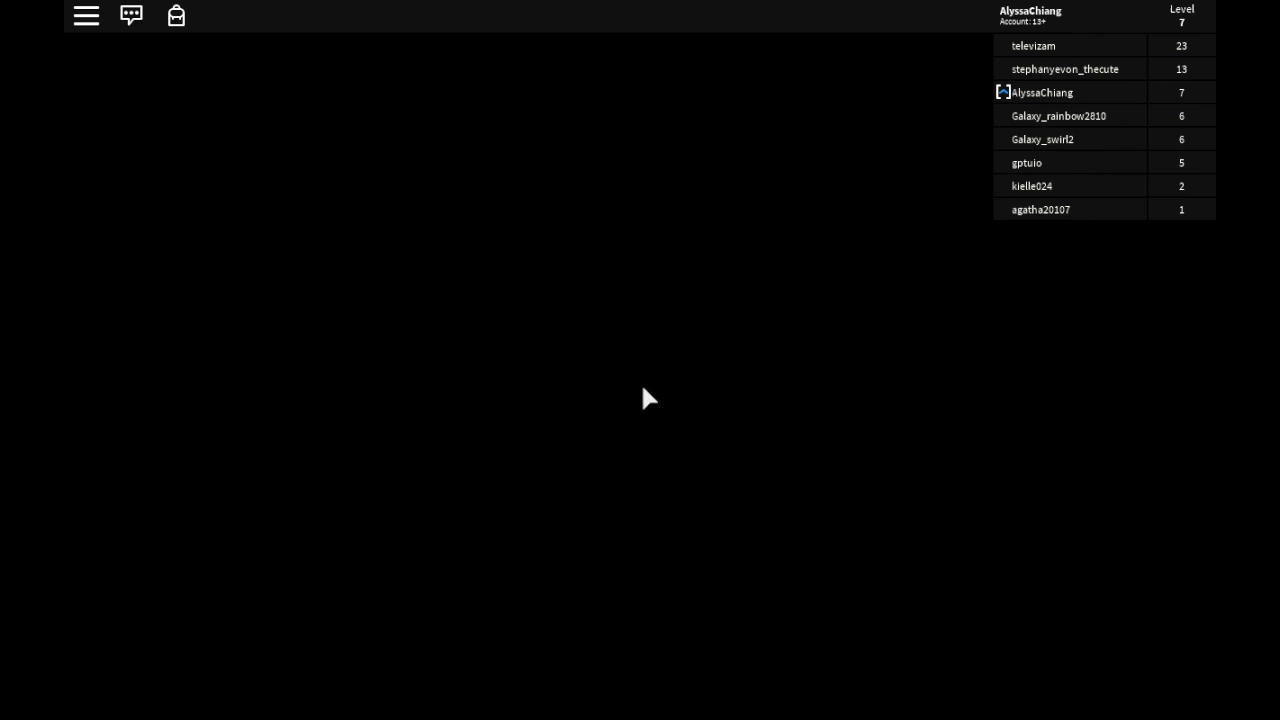 AlyssaChiang Level
Account: 13+ 7
televizam 23
stephanyevon_thecute 13
AlyssaChiang 7
Galaxy_rainbow2810 6
Galaxy_swirl2 6
gptuio 5
kielle024 2
agatha20107 1